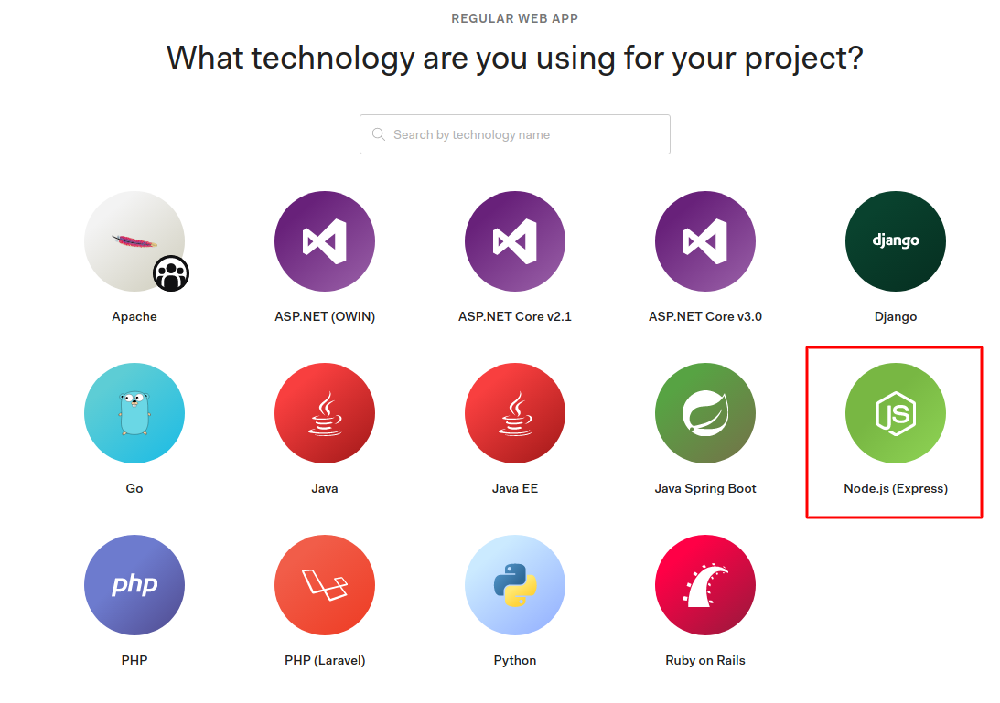 REGULAR WEB APP
What technology are you using for your project?
Search by technology name
django
Apache
ASP.NET (OWIN)
ASP.NET Core v2.1
ASP.NET Core v3.0
Django
JS
Go
Java
Java EE
Java Spring Boot
Node.js (Express)
php
PHP
PHP (Laravel)
Python
Ruby on Rails